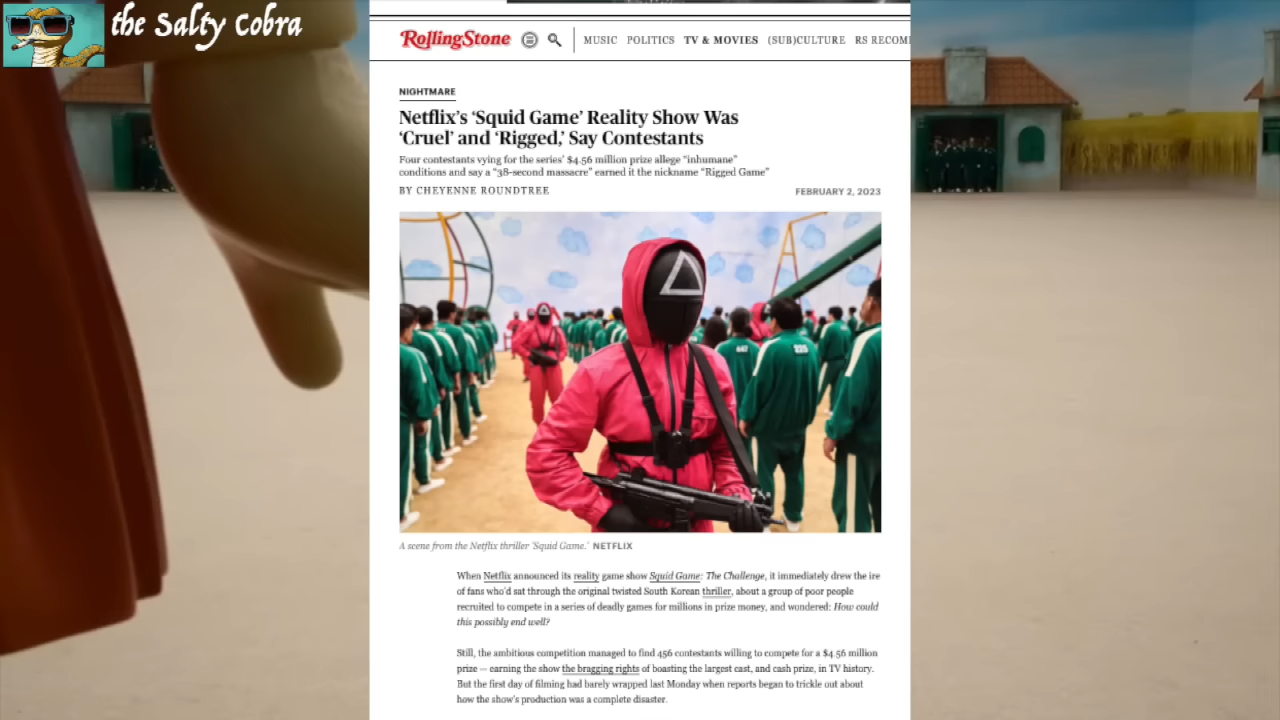 the Salty Cobra
RollingStone
MUSIC POLITICS TV & MOVIES (SUB)CULTURE RS RECOM
NIGHTMARE
Netflix's 'Squid Game' Reality Show Was
'Cruel' and 'Rigged,' Say Contestants
Four contestants vying for the series' $4.56 million prize allege "inhumane"
conditions and say a "38-second massacre" earned it the nickname "Rigged Game"
BY CHEYENNE ROUNDTREE
FEBRUARY 2, 2023
A scene from the Netflix thriller 'Squid Game.' NETFLIX
When Netflix announced its reality game show Squid Game: The Challenge, it immediately drew the ire
of fans who'd sat through the original twisted South Korean thriller, about a group of poor people
recruited to compete in a series of deadly games for millions in prize money, and wondered: How could
this possibly end well?
Still, the ambitious competition managed to find 456 contestants willing to compete for a $4.56 million
prize — earning the show the bragging rights of boasting the largest cast, and cash prize, in TV history.
But the first day of filming had barely wrapped last Monday when reports began to trickle out about
how the show's production was a complete disaster.